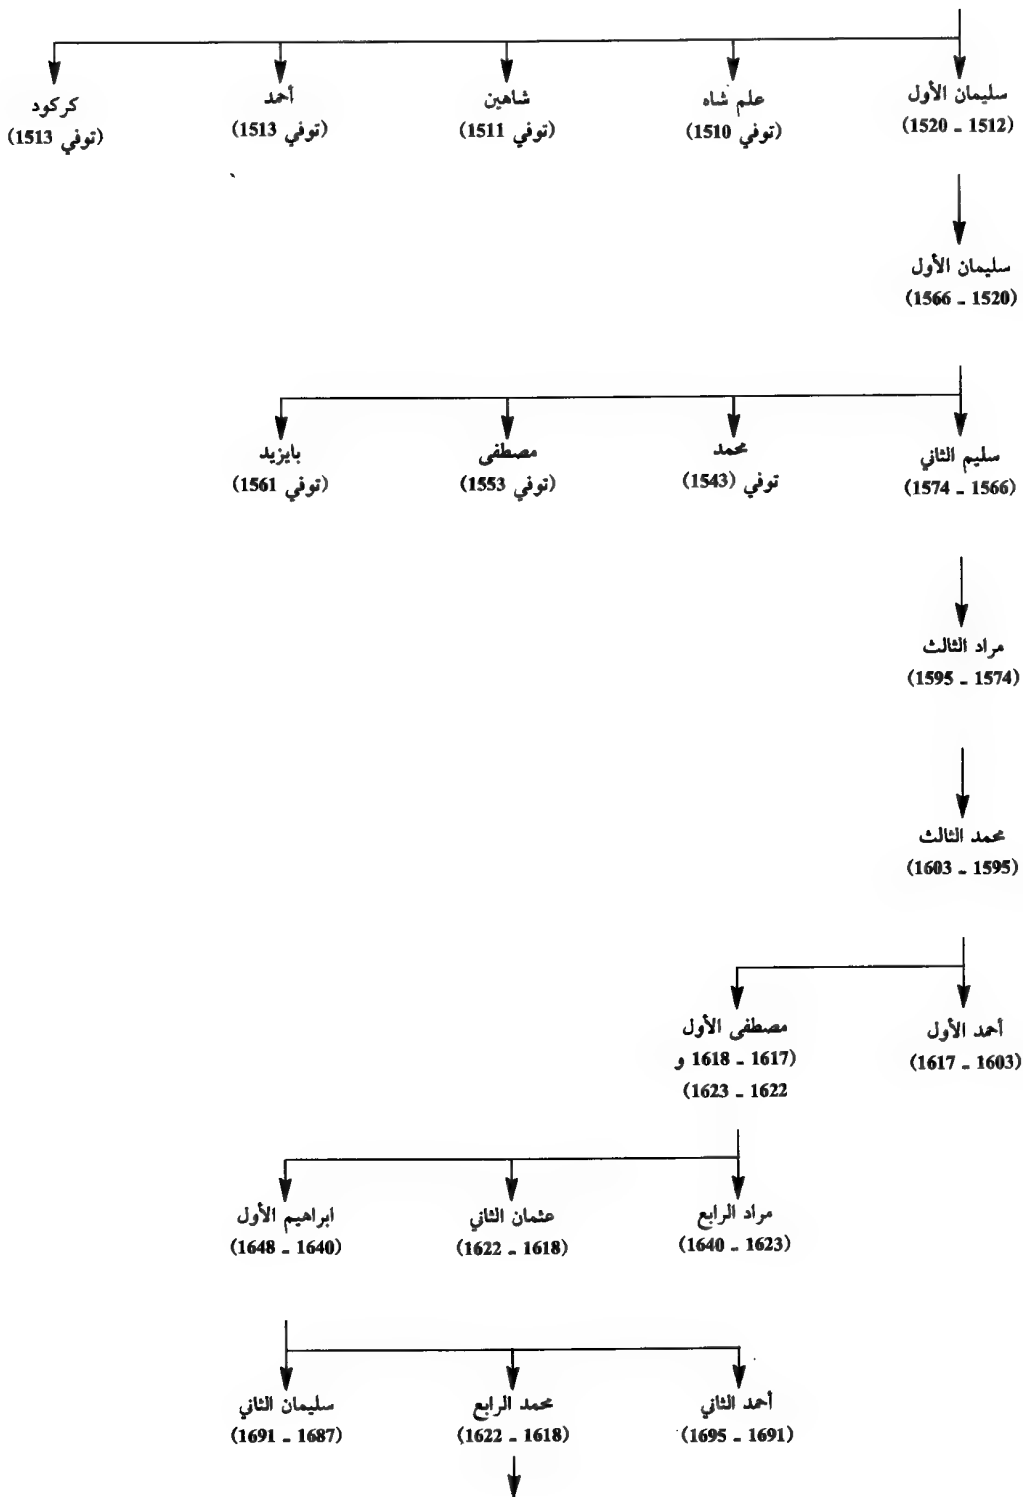 سليمان الأول
(1512 - 1520)
علم شاه
(توفي 1510)
شاهين
(توفي 1511)
أحمد
(توفي 1513)
كركود
(توفي 1513)
سليمان الأول
(1520 - 1566)
سليم الثاني
(1566 - 1574)
محمد
توفي (1543)
مصطفى
(توفي 1553)
بايزيد
(توفي 1561)
مراد الثالث
(1574 - 1595)
محمد الثالث
(1595 - 1603)
أحمد الأول
(1603 - 1617)
مصطفى الأول
(1617 - 1618 و
1622 - 1623)
مراد الرابع
(1623 - 1640)
عثمان الثاني
(1618 - 1622)
ابراهيم الأول
(1640 - 1648)
أحمد الثاني
(1691 - 1695)
محمد الرابع
(1618 - 1622)
سليمان الثاني
(1687 - 1691)